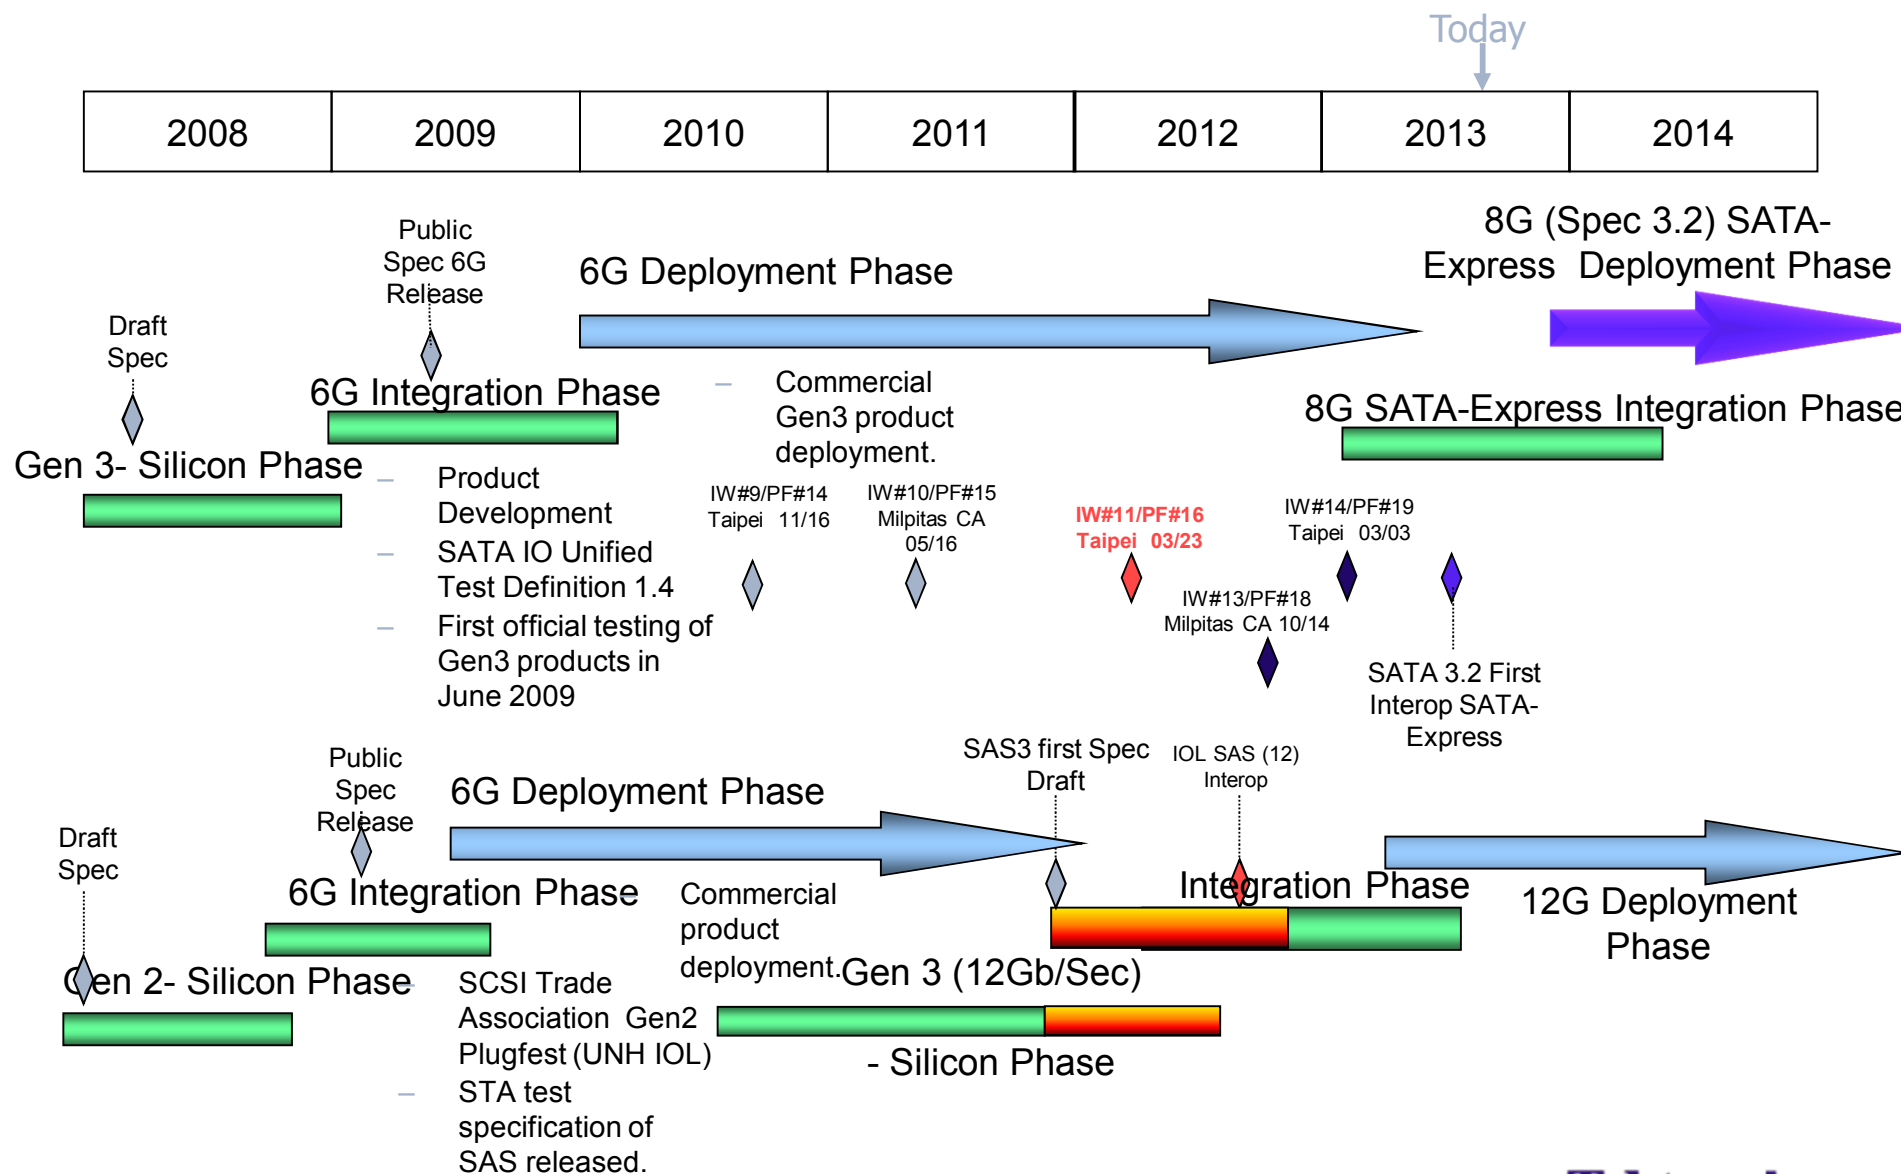 Today
2008 2009 2010 2011 2012 2013 2014
Public
Spec 6G
Release
Draft
Spec
6G Deployment Phase
8G (Spec 3.2) SATA-
Express Deployment Phase
6G Integration Phase
– Commercial
Gen3 product
deployment.
8G SATA-Express Integration Phase
Gen 3- Silicon Phase
– Product
Development
– SATA IO Unified
Test Definition 1.4
– First official testing of
Gen3 products in
June 2009
IW#9/PF#14
Taipei 11/16
IW#10/PF#15
Milpitas CA
05/16
IW#11/PF#16
Taipei 03/23
IW#14/PF#19
Taipei 03/03
IW#13/PF#18
Milpitas CA 10/14
SATA 3.2 First
Interop SATA-
Express
Public
Spec
Release
Draft
Spec
6G Deployment Phase
SAS3 first Spec
Draft
IOL SAS (12)
Interop
6G Integration Phase
– Commercial
product
deployment.
Integration Phase
12G Deployment
Phase
Gen 2- Silicon Phase
– SCSI Trade
Association Gen2
Plugfest (UNH IOL)
– STA test
specification of
SAS released.
Gen 3 (12Gb/Sec)
- Silicon Phase